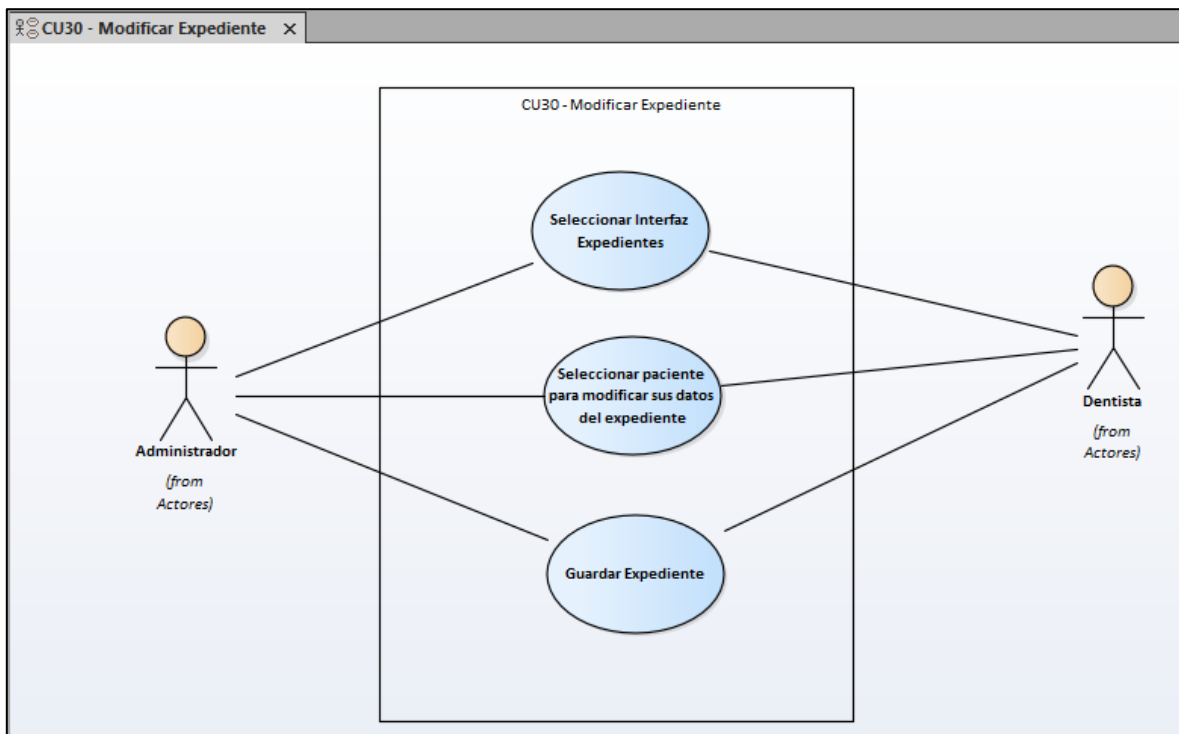 CU30 - Modificar Expediente
CU30 - Modificar Expediente
Seleccionar Interfaz
Expedientes
Seleccionar paciente
para modificar sus datos
del expediente
Guardar Expediente
Administrador
(from
Actores)
Dentista
(from
Actores)